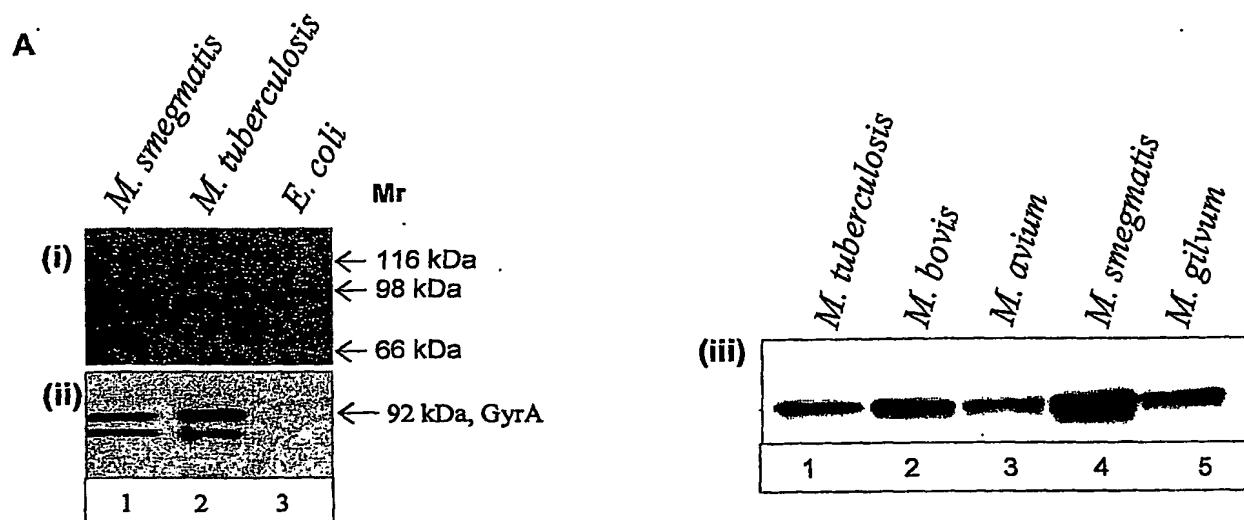 A
M. smegmatis
M. tuberculosis
E. coli
Mr
(i)
116 kDa
98 kDa
66 kDa
(ii)
92 kDa, GyrA
1 2 3
M. tuberculosis
M. bovis
M. avium
M. smegmatis
M. gilvum
(iii)
1 2 3 4 5